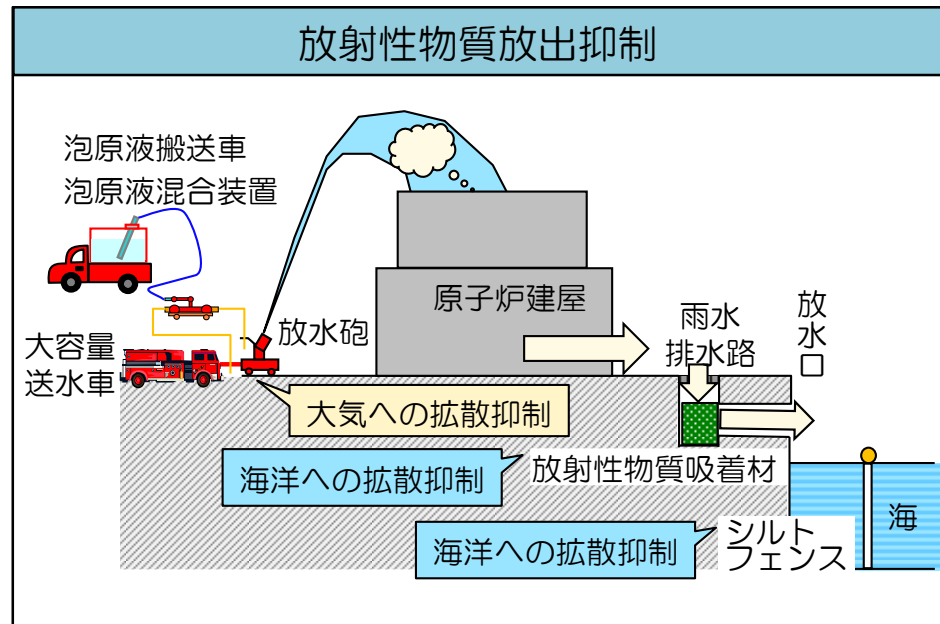 放射性物質放出抑制
泡原液搬送車
泡原液混合装置
大容量
送水車
放水砲
原子炉建屋
雨水
排水路
放水口
大気への拡散抑制
海洋への拡散抑制
放射性物質吸着材
海洋への拡散抑制
シルト
フェンス
海